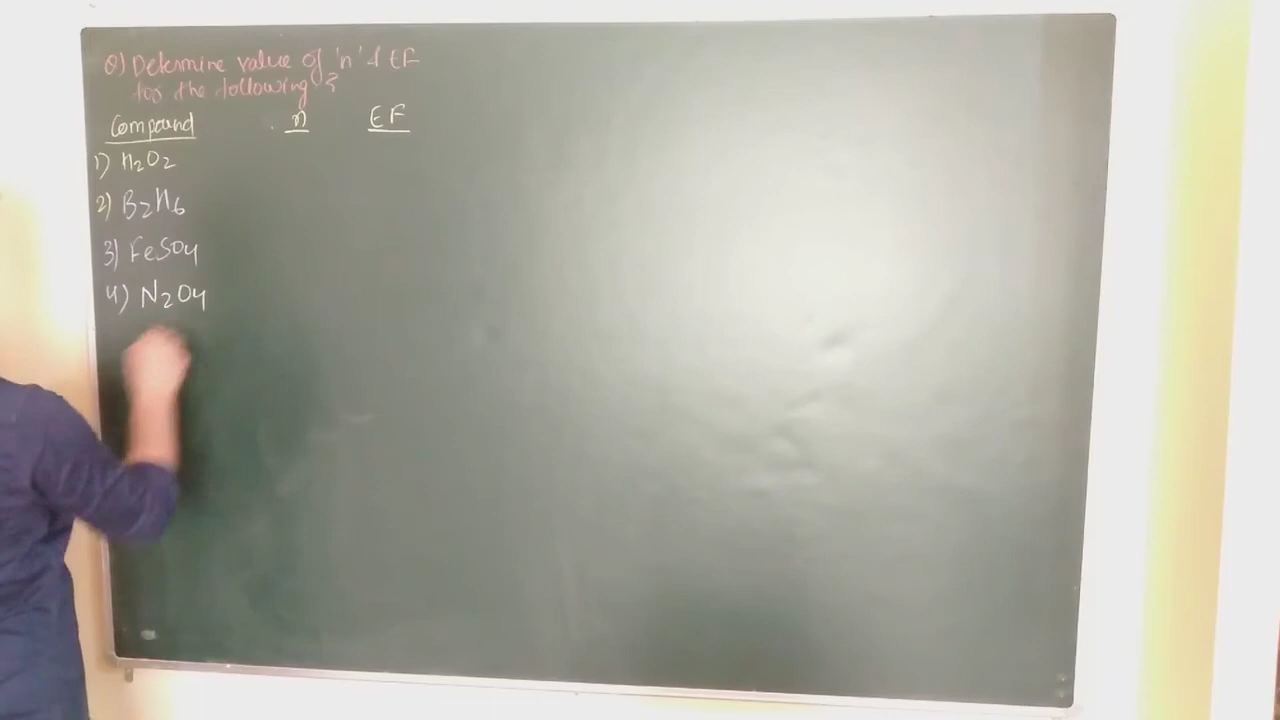 Q) Determine value of 'n' & EF
for the following ?
Compound n EF
1) H2O2
2) B2H6
3) FeSO4
4) N2O4